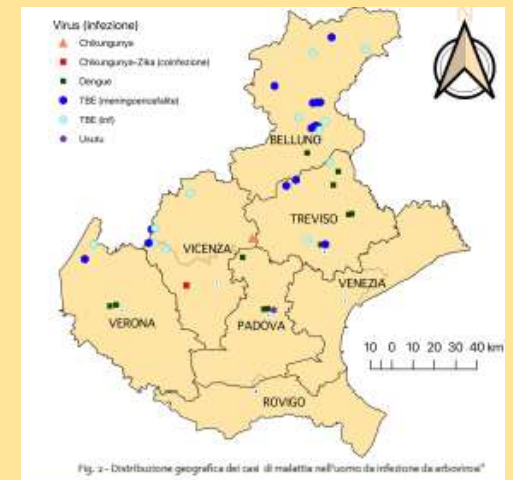 N
Virus (infezione)
Chikungunya
Chikungunya-Zika (coinfezione)
Dengue
TBE (meningoencefalite)
TBE (inf)
Usutu
BELLUNO
TREVISO
VICENZA
VENEZIA
VERONA
PADOVA
10 0 10 20 30 40 km
ROVIGO
Fig. 2 - Distribuzione geografica dei casi di malattia nell'uomo da infezione da arbovirosi"